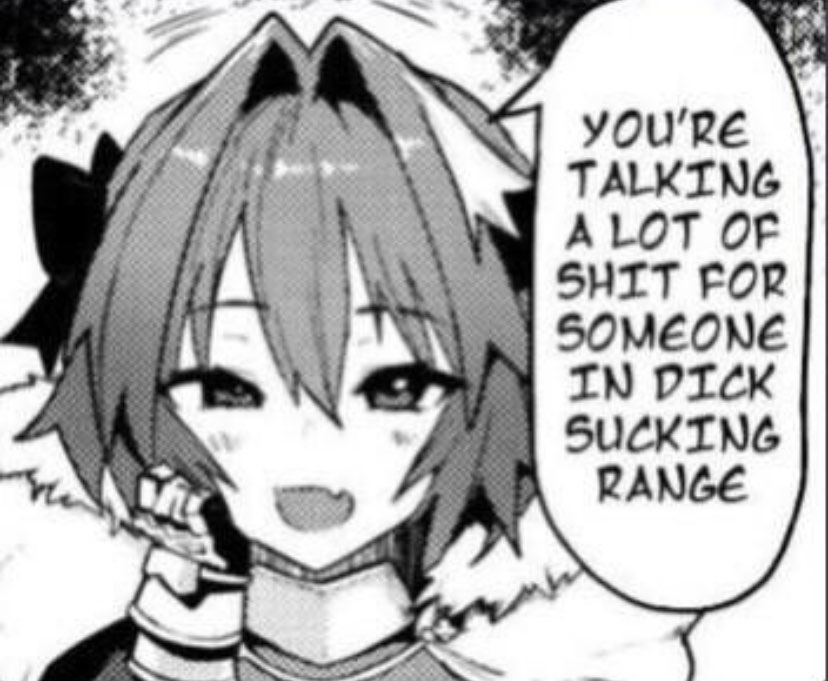 YOU'RE
TALKING
A LOT OF
SHIT FOR
SOMEONE
IN DICK
SUCKING
RANGE